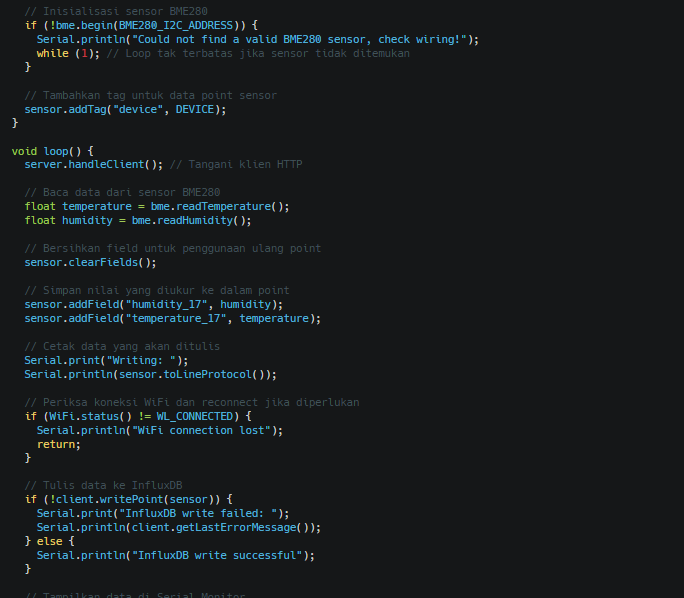 // Inisialisasi sensor BME280
if (!bme.begin(BME280_I2C_ADDRESS)) {
Serial.println("Could not find a valid BME280 sensor, check wiring!");
while (1); // Loop tak terbatas jika sensor tidak ditemukan
}
// Tambahkan tag untuk data point sensor
sensor.addTag("device", DEVICE);
}
void loop() {
server.handleClient(); // Tangani klien HTTP
// Baca data dari sensor BME280
float temperature = bme.readTemperature();
float humidity = bme.readHumidity();
// Bersihkan field untuk penggunaan ulang point
sensor.clearFields();
// Simpan nilai yang diukur ke dalam point
sensor.addField("humidity_17", humidity);
sensor.addField("temperature_17", temperature);
// Cetak data yang akan ditulis
Serial.print("Writing: ");
Serial.println(sensor.toLineProtocol());
// Periksa koneksi WiFi dan reconnect jika diperlukan
if (WiFi.status() != WL_CONNECTED) {
Serial.println("WiFi connection lost");
return;
}
// Tulis data ke InfluxDB
if (!client.writePoint(sensor)) {
Serial.print("InfluxDB write failed: ");
Serial.println(client.getLastErrorMessage());
} else {
Serial.println("InfluxDB write successful");
}
// Tampilkan data di Serial Monitor